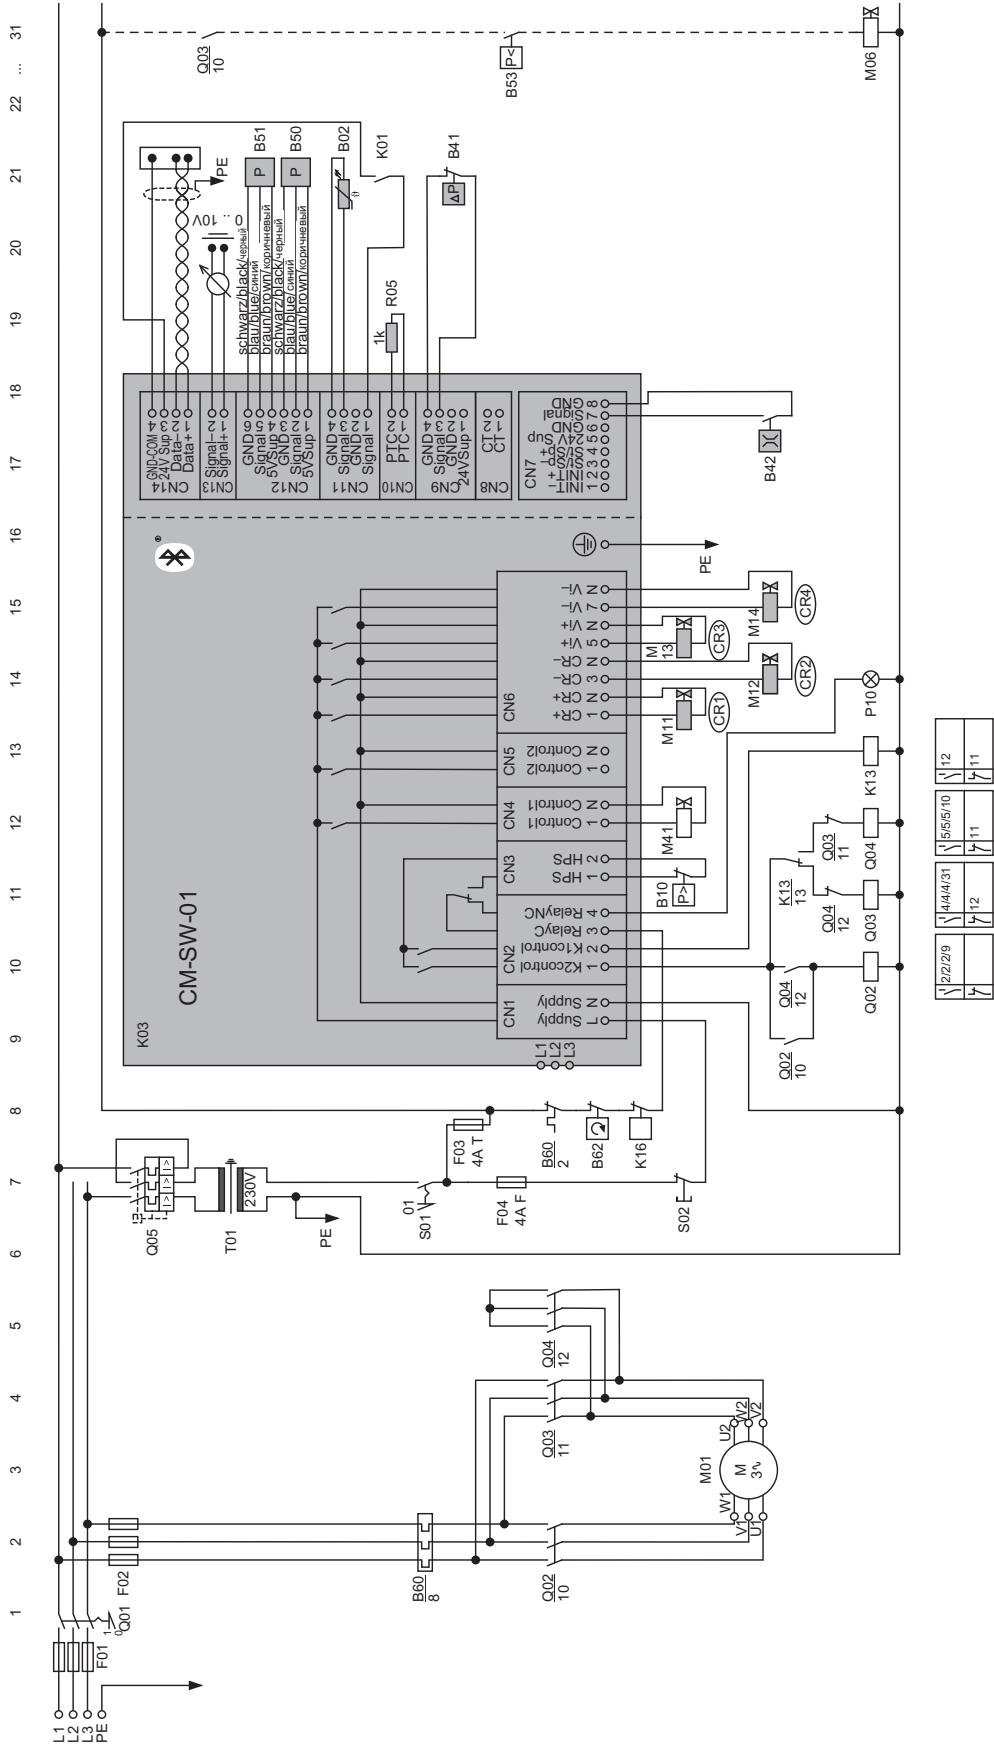 1 2 3 4 5 6 7 8 9 10 11 12 13 14 15 16 17 18 19 20 21 22 ... 31
L1
L2
L3
PE
F01
0 1
Q01
F02
B60
8
Q02
10
M01
M
3~
W1
V1
U1
U2
W2
V2
Q03
11
Q04
12
Q05
I>
I>
I>
T01
230V
PE
01
S01
F03
4A T
F04
4A F
S02
B60
2
B62
K16
K03
CM-SW-01
L1
L2
L3
CN1
Supply L
Supply N
CN2
K2control 1
K1control 2
RelayC 3
RelayNC 4
CN3
HPS 1
HPS 2
CN4
Control1 1
Control1 N
CN5
Control2 1
Control2 N
CN6
CR+ 1
CR+ N
CR– 3
CR– N
Vi+ 5
Vi+ N
Vi– 7
Vi– N
PE
B10
P>
M41
M11
CR1
M12
CR2
M
13
CR3
M14
CR4
P10
K13
Q02
10
Q04
12
Q02
K13
13
Q04
12
Q03
11
Q03
Q04
2/2/2/9
4/4/4/31
12
5/5/5/10
11
12
11
CN7
INIT– 1
INIT+ 2
St/Sp– 3
St/Sp+ 4
24V Sup 5
GND 6
Signal 7
GND 8
B42
CN8
CT 1
CT 2
CN9
24VSup 1
GND 2
Signal 3
GND 4
CN10
PTC 1
PTC 2
CN11
Signal 1
GND 2
Signal 3
GND 4
CN12
5VSup 1
Signal 2
GND 3
5VSup 4
Signal 5
GND 6
CN13
Signal+ 1
Signal– 2
CN14
Data+ 1
Data– 2
24V Sup 3
GND-COM 4
schwarz/black/черный
blau/blue/синий
braun/brown/коричневый
schwarz/black/черный
blau/blue/синий
braun/brown/коричневый
0 .. 10V
PE
P
B51
P
B50
ϑ
B02
K01
1k
R05
ΔP
B41
Q03
10
B53
P<
M06